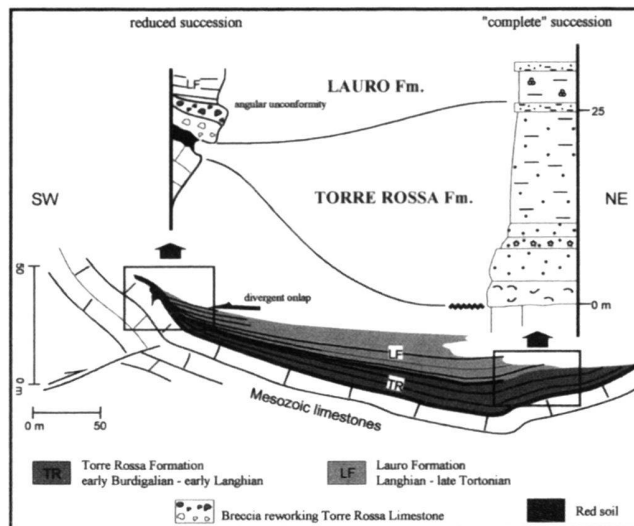 reduced succession
"complete" succession
LF
LAURO Fm.
angular unconformity
25
TORRE ROSSA Fm.
SW
NE
0 m
50
divergent onlap
LF
TR
0 m
Mesozoic limestones
0 m 50
TR
Torre Rossa Formation
early Burdigalian - early Langhian
LF
Lauro Formation
Langhian - late Tortonian
Breccia reworking Torre Rossa Limestone
Red soil